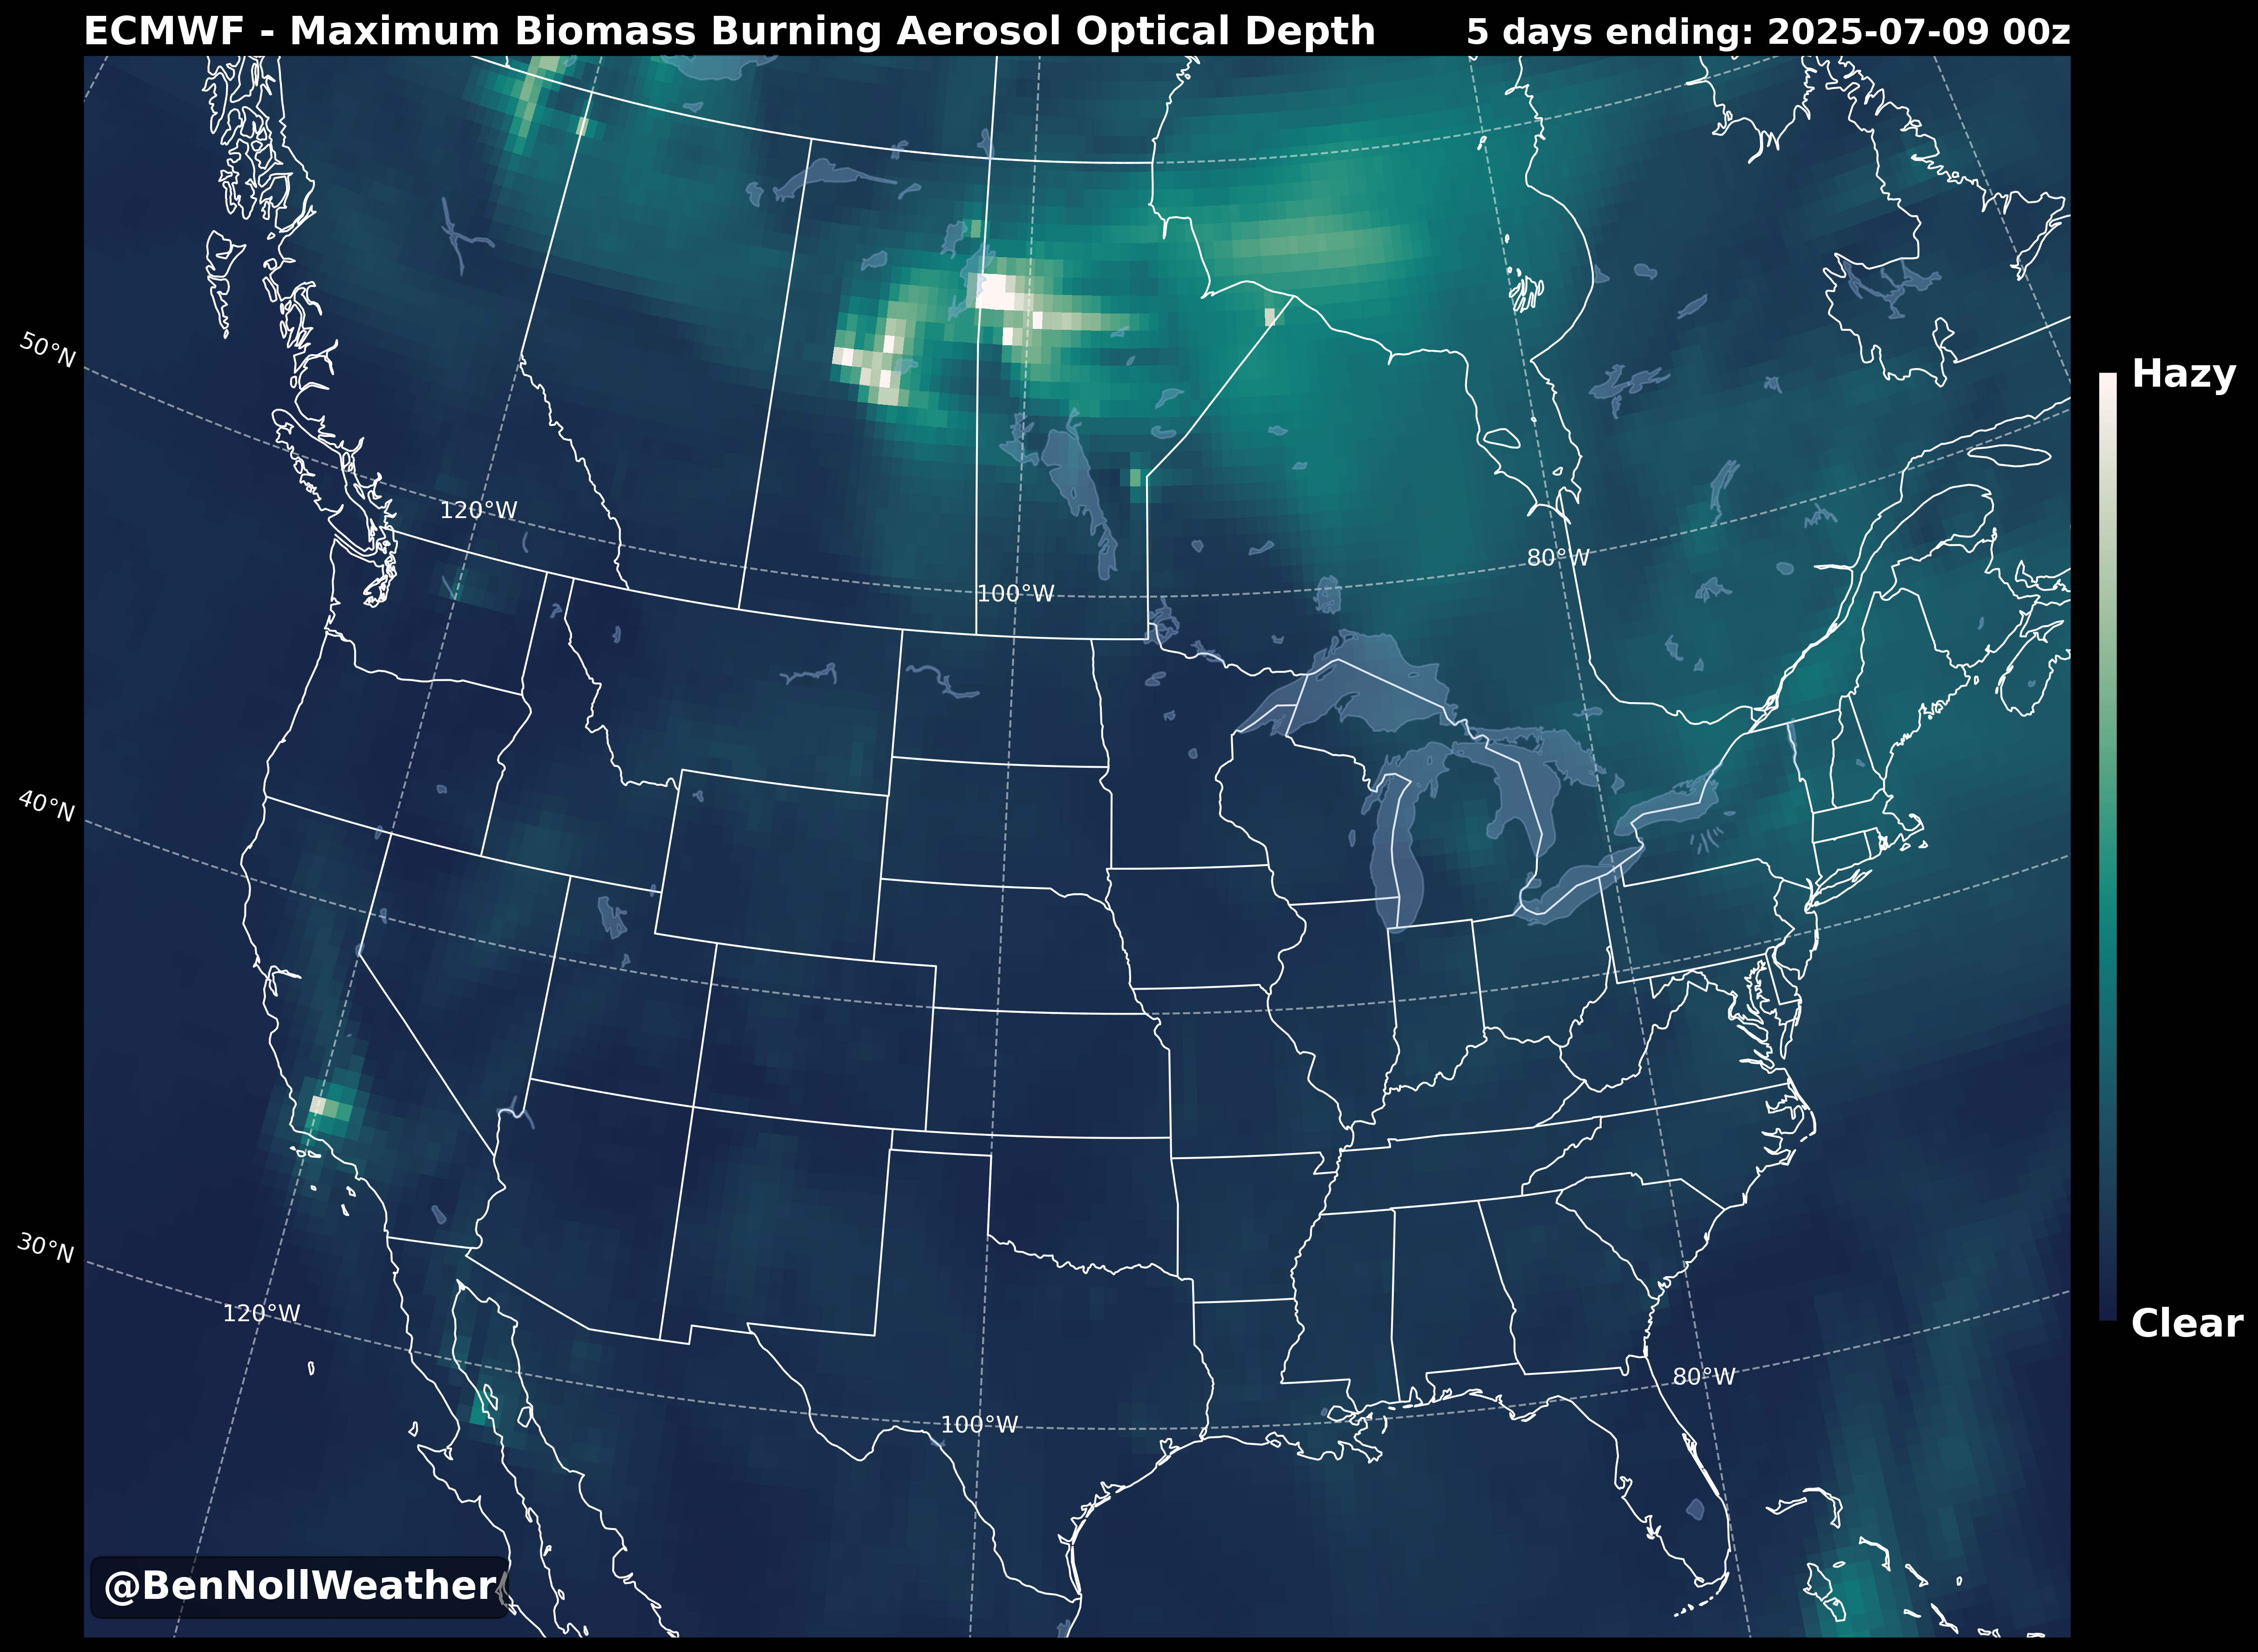 ECMWF - Maximum Biomass Burning Aerosol Optical Depth
5 days ending: 2025-07-09 00z
50°N
Hazy
120°W
80°W
100°W
40°N
30°N
120°W
Clear
80°W
100°W
@BenNollWeather